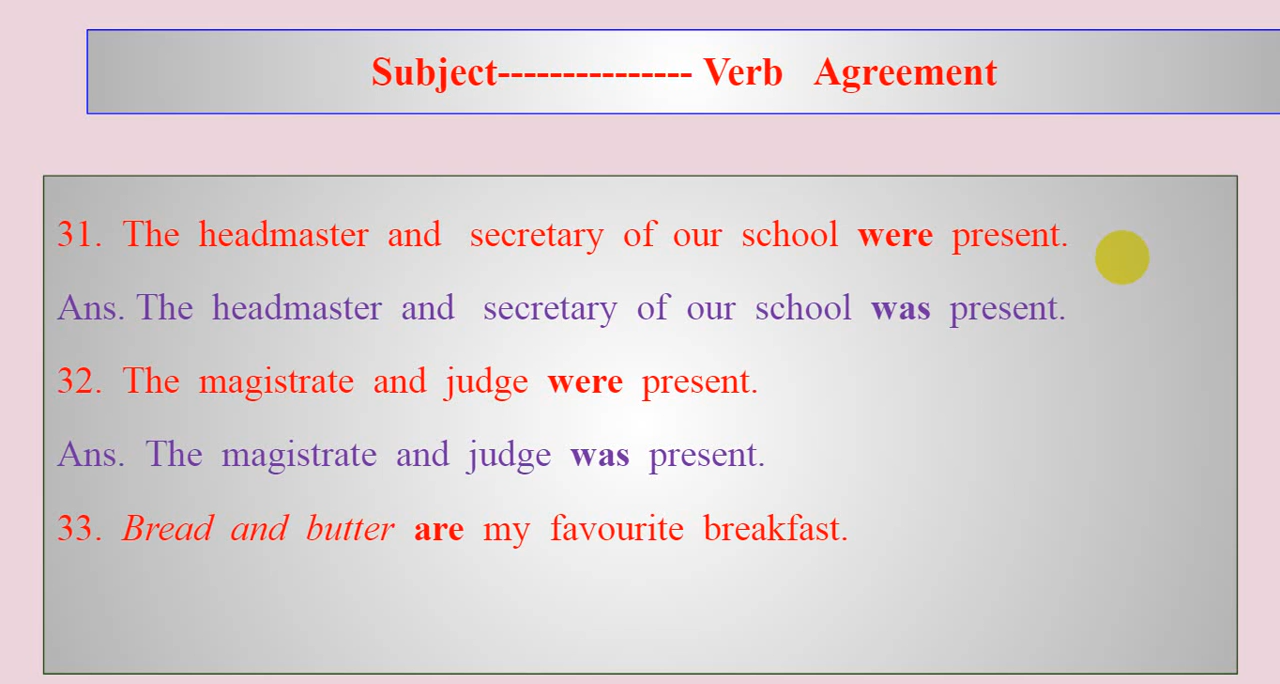 Subject--------------- Verb Agreement
31. The headmaster and secretary of our school were present.
Ans. The headmaster and secretary of our school was present.
32. The magistrate and judge were present.
Ans. The magistrate and judge was present.
33. Bread and butter are my favourite breakfast.